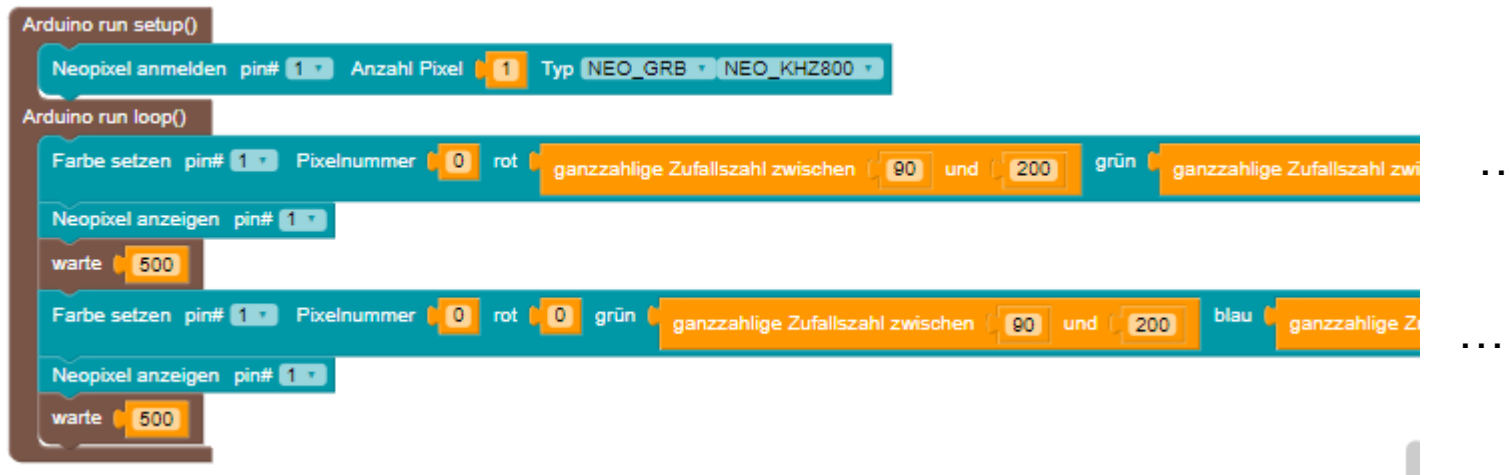 Arduino run setup()
Neopixel anmelden pin# 1 Anzahl Pixel 1 Typ NEO_GRB NEO_KHZ800
Arduino run loop()
Farbe setzen pin# 1 Pixelnummer 0 rot ganzzahlige Zufallszahl zwischen 90 und 200 grün ganzzahlige Zufallszahl ...
Neopixel anzeigen pin# 1
warte 500
Farbe setzen pin# 1 Pixelnummer 0 rot 0 grün ganzzahlige Zufallszahl zwischen 90 und 200 blau ganzzahlige ...
Neopixel anzeigen pin# 1
warte 500